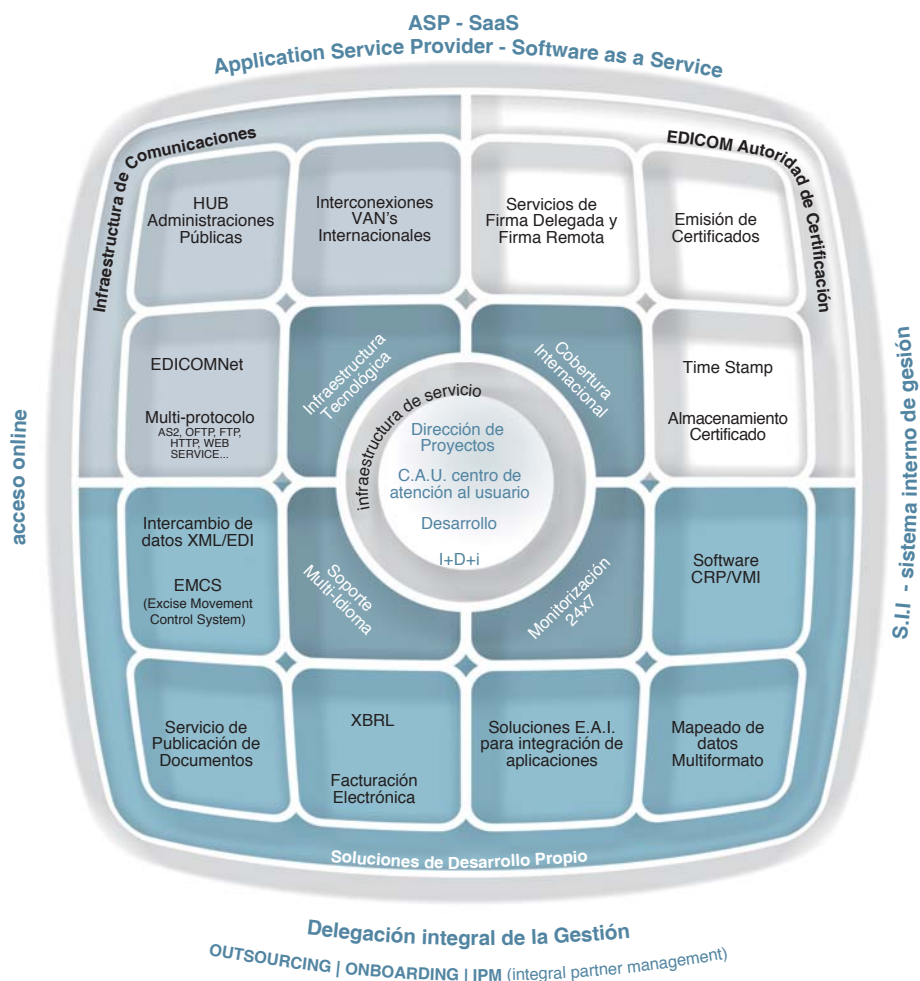 ASP - SaaS
Application Service Provider - Software as a Service
Infraestructura de Comunicaciones
EDICOM Autoridad de Certificación
HUB
Administraciones
Públicas
Interconexiones
VAN's
Internacionales
Servicios de
Firma Delegada y
Firma Remota
Emisión de
Certificados
EDICOMNet
Multi-protocolo
AS2, OFTP, FTP,
HTTP, WEB
SERVICE...
Infraestructura
Tecnológica
Cobertura
Internacional
Time Stamp
Almacenamiento
Certificado
infraestructura de servicio
Dirección de
Proyectos
C.A.U. centro de
atención al usuario
Desarrollo
I+D+i
acceso online
S.I.I - sistema interno de gesión
Intercambio de
datos XML/EDI
EMCS
(Excise Movement
Control System)
Soporte
Multi-Idioma
Monitorización
24x7
Software
CRP/VMI
Servicio de
Publicación de
Documentos
XBRL
Facturación
Electrónica
Soluciones E.A.I.
para integración de
aplicaciones
Mapeado de
datos
Multiformato
Soluciones de Desarrollo Propio
Delegación integral de la Gestión
OUTSOURCING | ONBOARDING | IPM (integral partner management)